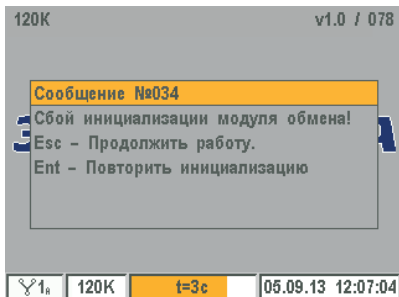 120K v1.0 / 078
Сообщение №034
Сбой инициализации модуля обмена!
Esc – Продолжить работу.
Ent – Повторить инициализацию
1в 120K t=3c 05.09.13 12:07:04